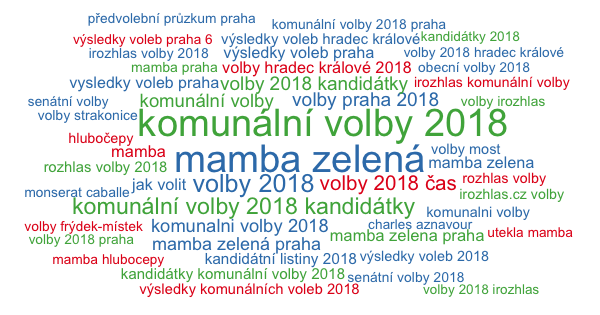 předvolební průzkum praha
komunální volby 2018 praha
výsledky voleb praha 6
výsledky voleb hradec králové
kandidátky 2018
irozhlas volby 2018
výsledky voleb praha
volby 2018 hradec králové
mamba praha
volby hradec králové 2018
obecní volby 2018
vysledky voleb praha
volby 2018 kandidátky
irozhlas komunální volby
senátní volby
komunální volby
volby praha 2018
volby irozhlas
volby strakonice
komunální volby 2018
hlubočepy
mamba
mamba zelená
volby most
rozhlas volby 2018
mamba zelena
monserat caballe
jak volit
volby 2018
volby 2018 čas
rozhlas volby
irozhlas.cz volby
komunální volby 2018 kandidátky
komunalni volby
volby frýdek-místek
komunalni volby 2018
charles aznavour
volby 2018 praha
mamba zelená praha
mamba zelena praha
utekla mamba
mamba hlubocepy
kandidátní listiny 2018
výsledky voleb 2018
kandidátky komunální volby 2018
senátní volby 2018
výsledky komunálních voleb 2018
volby 2018 irozhlas